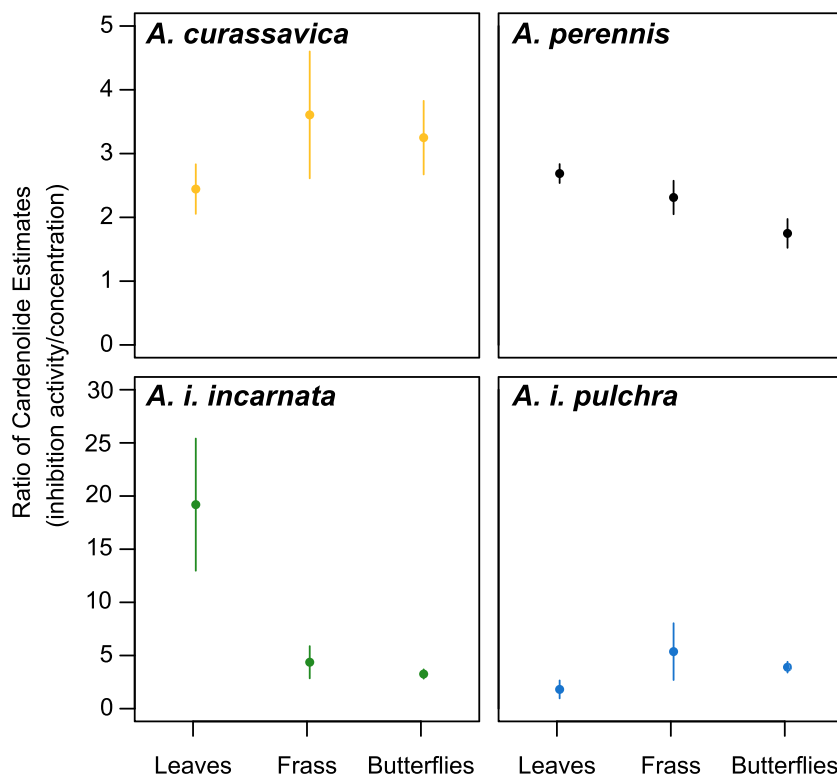 A. curassavica
A. perennis
5
4
3
2
1
0
Ratio of Cardenolide Estimates
(inhibition activity/concentration)
A. i. incarnata
A. i. pulchra
30
25
20
15
10
5
0
Leaves Frass Butterflies
Leaves Frass Butterflies